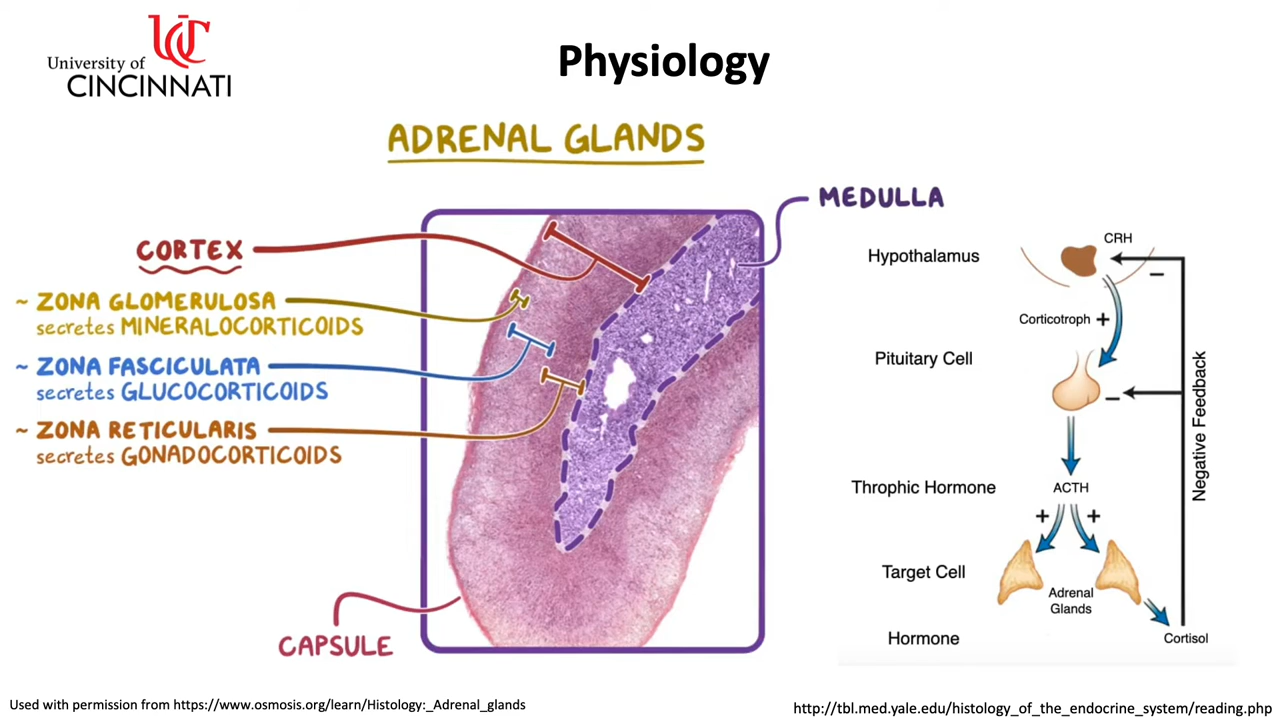 University of
CINCINNATI
Physiology
ADRENAL GLANDS
MEDULLA
CORTEX
~ ZONA GLOMERULOSA
secretes MINERALOCORTICOIDS
~ ZONA FASCICULATA
secretes GLUCOCORTICOIDS
~ ZONA RETICULARIS
secretes GONADOCORTICOIDS
CAPSULE
CRH
Hypothalamus
−
Corticotroph +
Pituitary Cell
−
Negative Feedback
Throphic Hormone
ACTH
+ +
Target Cell
Adrenal
Glands
Hormone
Cortisol
Used with permission from https://www.osmosis.org/learn/Histology:_Adrenal_glands
http://tbl.med.yale.edu/histology_of_the_endocrine_system/reading.php